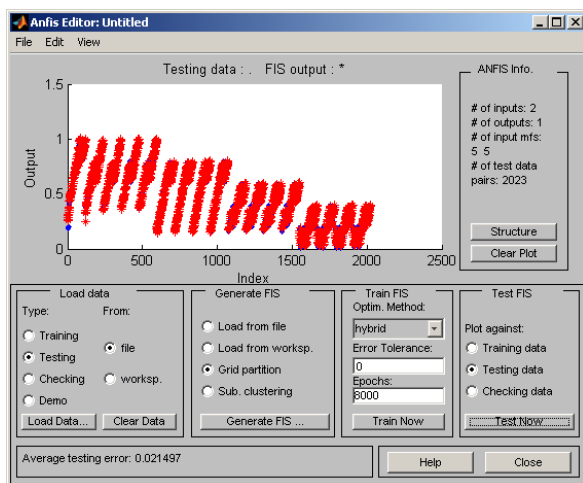 Anfis Editor: Untitled
File Edit View
Testing data : . FIS output : *
1.5
1
0.5
0
Output
0 500 1000 1500 2000 2500
Index
ANFIS Info.
# of inputs: 2
# of outputs: 1
# of input mfs:
5 5
# of test data
pairs: 2023
Structure
Clear Plot
Load data
Type: From:
Training
Testing
Checking
Demo
file
worksp.
Load Data... Clear Data
Generate FIS
Load from file
Load from worksp.
Grid partition
Sub. clustering
Generate FIS ...
Train FIS
Optim. Method:
hybrid
Error Tolerance:
0
Epochs:
8000
Train Now
Test FIS
Plot against:
Training data
Testing data
Checking data
Test Now
Average testing error: 0.021497
Help Close